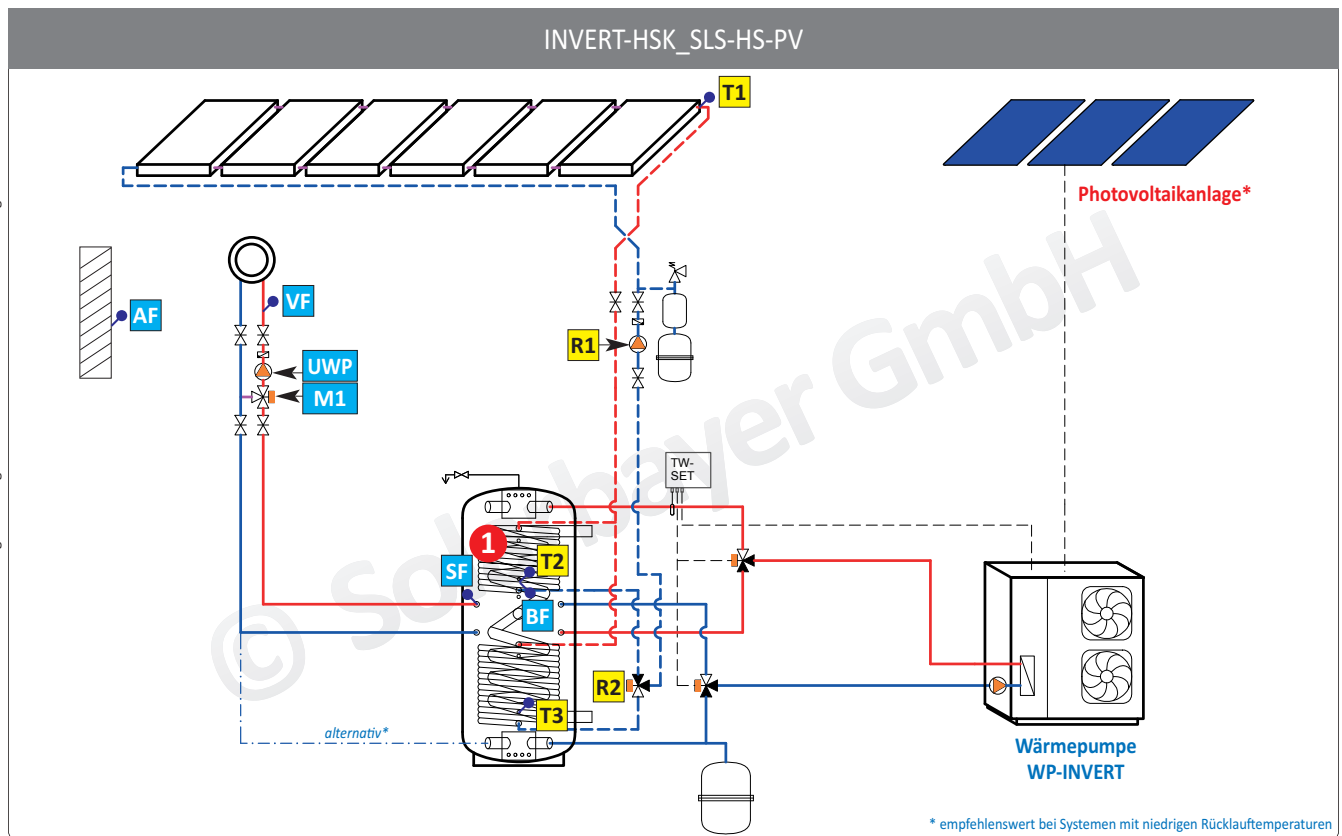 INVERT-HSK_SLS-HS-PV
T1
Photovoltaikanlage*
AF
VF
UWP
M1
R1
TW-
SET
1
SF
T2
BF
R2
T3
alternativ*
Wärmepumpe
WP-INVERT
* empfehlenswert bei Systemen mit niedrigen Rücklauftemperaturen
© Solarbayer GmbH